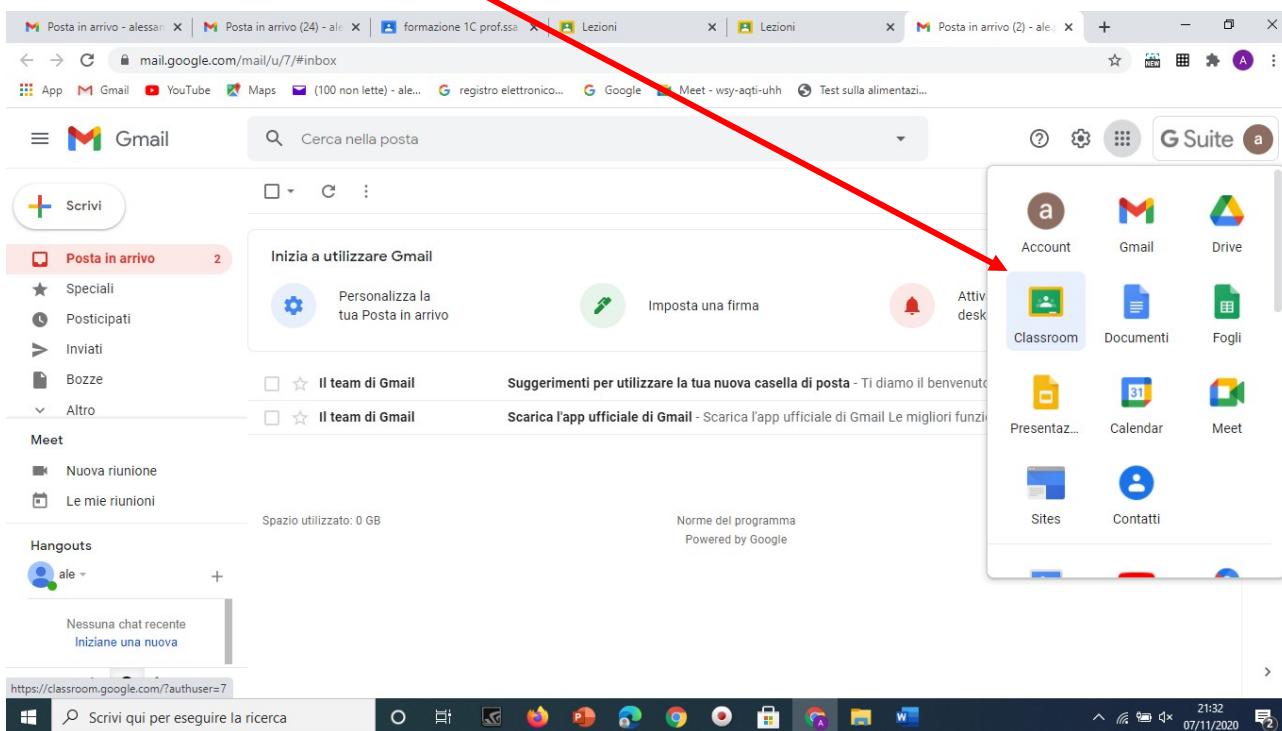 Posta in arrivo - alessan
Posta in arrivo (24) - ale
formazione 1C prof.ssa
Lezioni
Lezioni
Posta in arrivo (2) - ale.
mail.google.com/mail/u/7/#inbox
NEW
A
App
Gmail
YouTube
Maps
(100 non lette) - ale...
registro elettronico...
Google
Meet - wsy-aqti-uhh
Test sulla alimentazi...
Gmail
Cerca nella posta
G Suite
a
Scrivi
Posta in arrivo 2
Speciali
Posticipati
Inviati
Bozze
Altro
Meet
Nuova riunione
Le mie riunioni
Hangouts
ale
Nessuna chat recente
Iniziane una nuova
https://classroom.google.com/?authuser=7
Inizia a utilizzare Gmail
Personalizza la
tua Posta in arrivo
Imposta una firma
Attiv
desk
Il team di Gmail Suggerimenti per utilizzare la tua nuova casella di posta - Ti diamo il benvenuto
Il team di Gmail Scarica l'app ufficiale di Gmail - Scarica l'app ufficiale di Gmail Le migliori funzi
Spazio utilizzato: 0 GB
Norme del programma
Powered by Google
a
Account
Gmail
Drive
Classroom
Documenti
Fogli
Presentaz...
31
Calendar
Meet
Sites
Contatti
Scrivi qui per eseguire la ricerca
21:32
07/11/2020
2